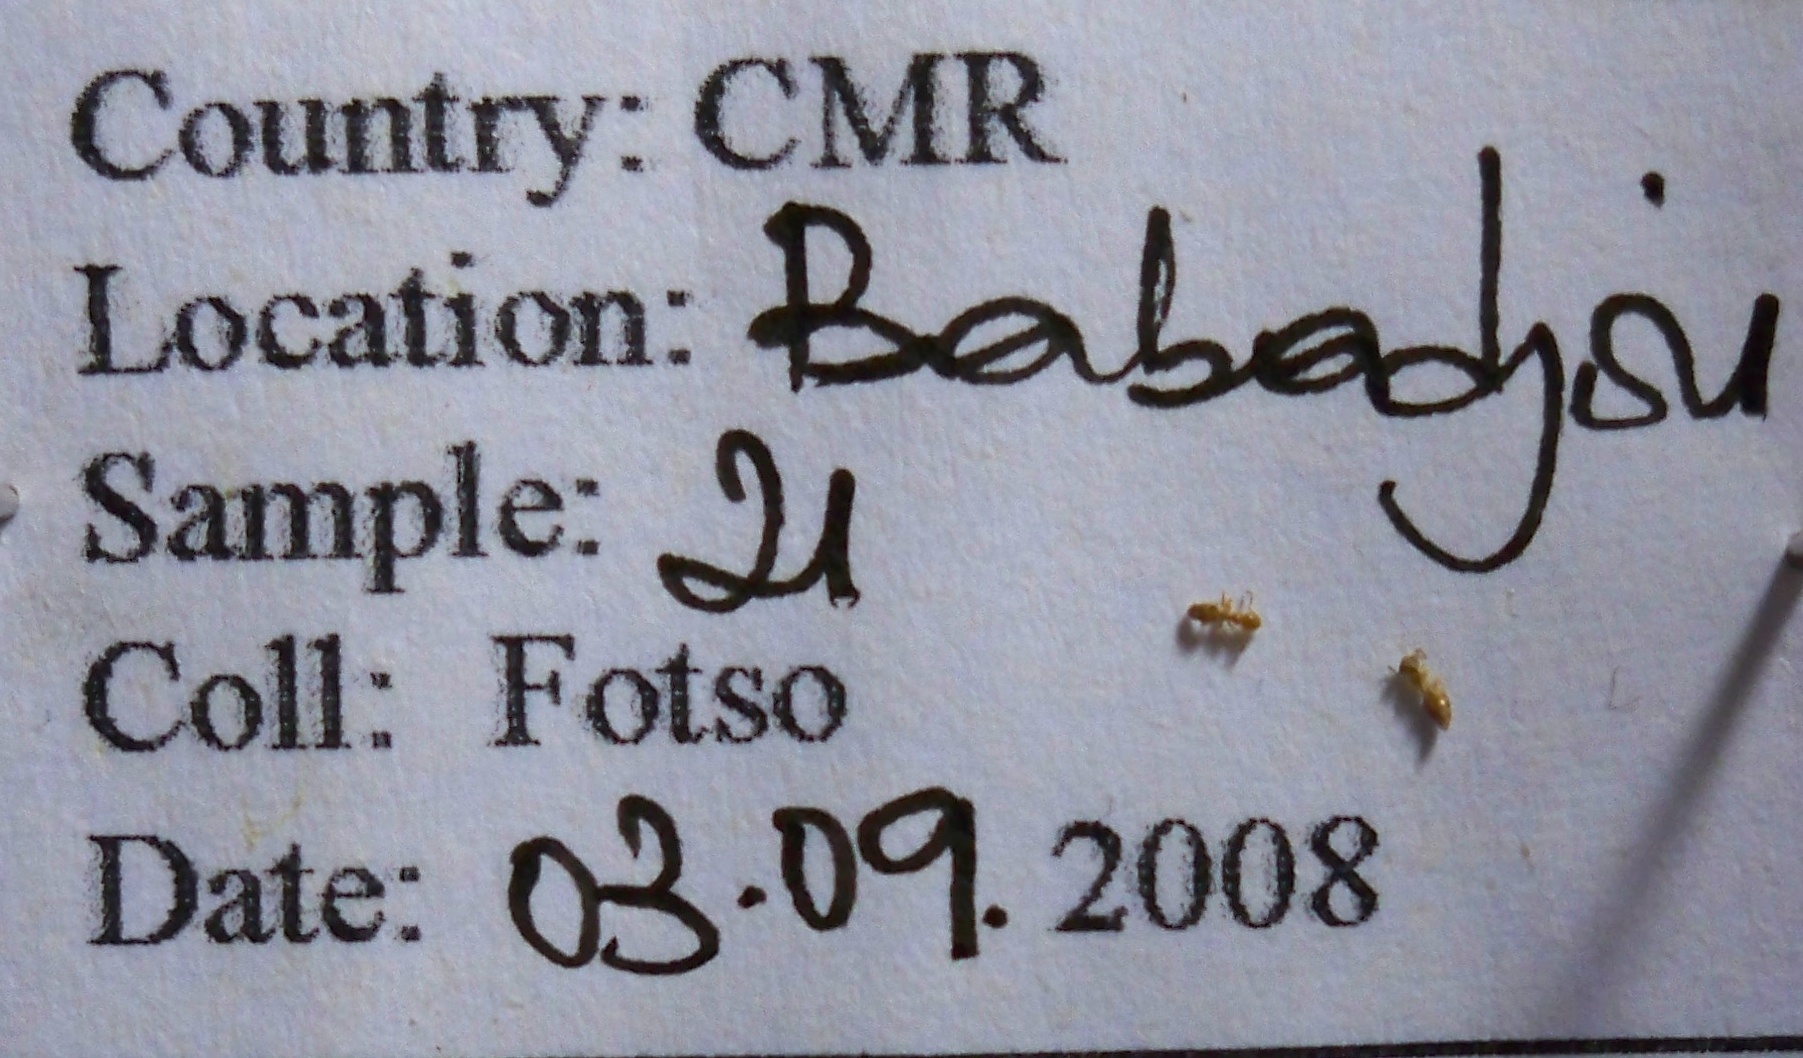 Country: CMR
Location: Babadjou
Sample: 21
Coll: Fotso
Date: 03.09.2008